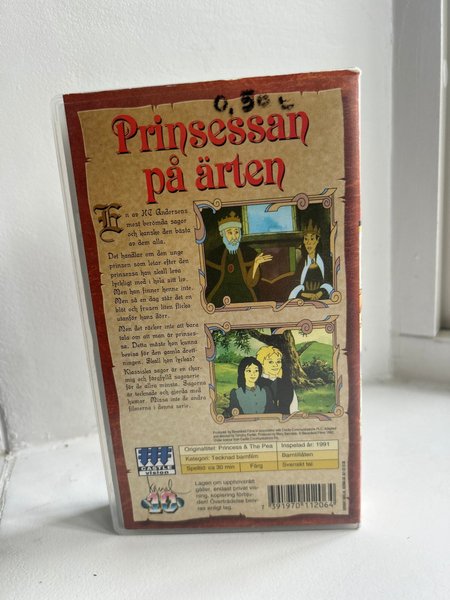 0,50 €
Prinsessan
på ärten
En av HC Andersens
mest berömda sagor
och kanske den bästa
av dem alla.
Det handlar om den unge
prinsen som letar efter den
prinsessa han skall leva
lyckligt med i hela sitt liv.
Men han finner henne inte.
Men så en dag står det en
blöt och frusen liten flicka
utanför hans dörr.
Men det räcker inte att bara
tala om att man är prinses-
sa. Detta måste hon kunna
bevisa för den gamla drott-
ningen. Skall hon lyckas?
Klassiska sagor är en char-
mig och färgfylld sagoserie
för de allra minsta. Sagorna
är tecknade och gjorda med
humor. Missa inte de andra
filmerna i denna serie.
CASTLE
vision
Originaltitel: Princess & The Pea
Inspelad år: 1991
Kategori: Tecknad barnfilm
Barntillåten
Speltid: ca 30 min
Färg
Svenskt tal
Lagen om upphovsrätt
gäller, endast privat vis-
ning, kopiering förbju-
den! Överträdelse beiv-
ras enligt lag.
7 391970 112064